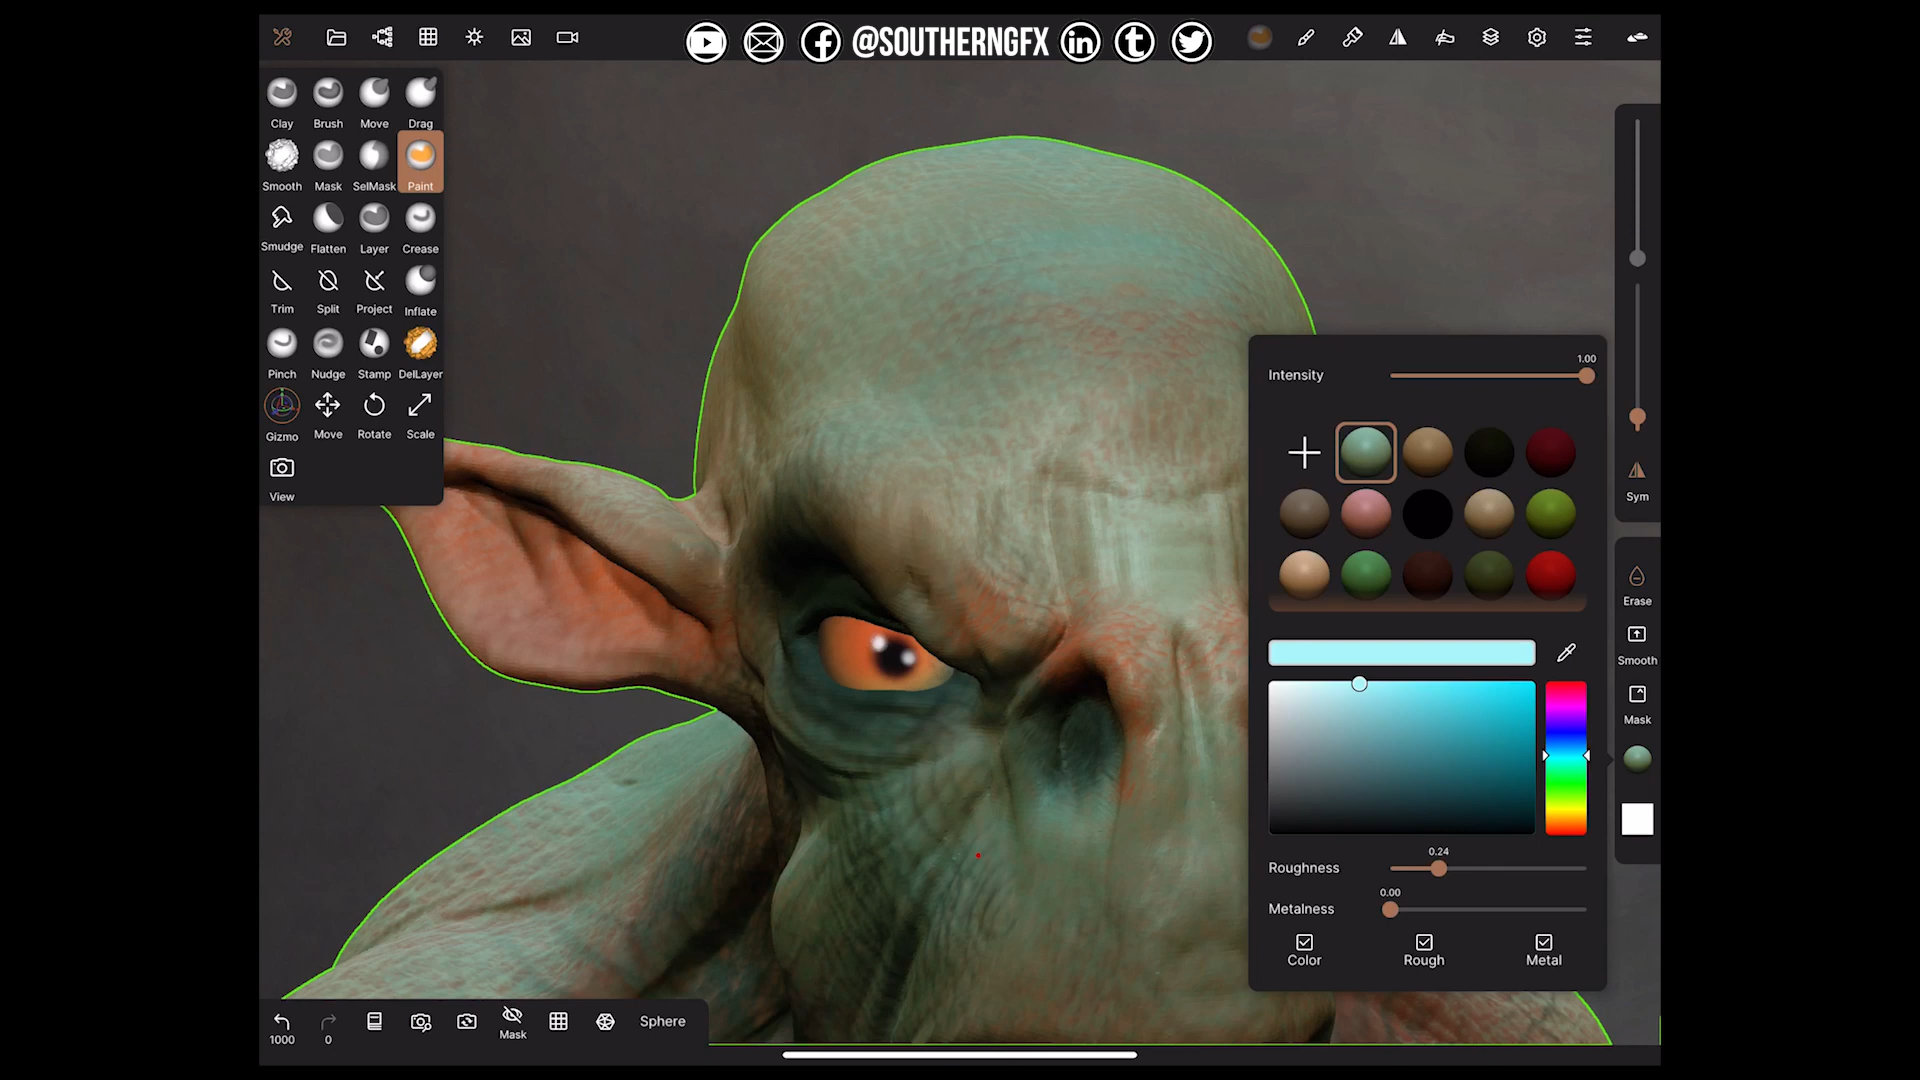 @SOUTHERNGFX
Clay Brush Move Drag
Smooth Mask SelMask Paint
Smudge Flatten Layer Crease
Trim Split Project Inflate
Pinch Nudge Stamp DelLayer
Gizmo Move Rotate Scale
View
1.00
Intensity
Sym
Erase
Smooth
Mask
0.24
Roughness
0.00
Metalness
Color Rough Metal
1000 0 Mask Sphere